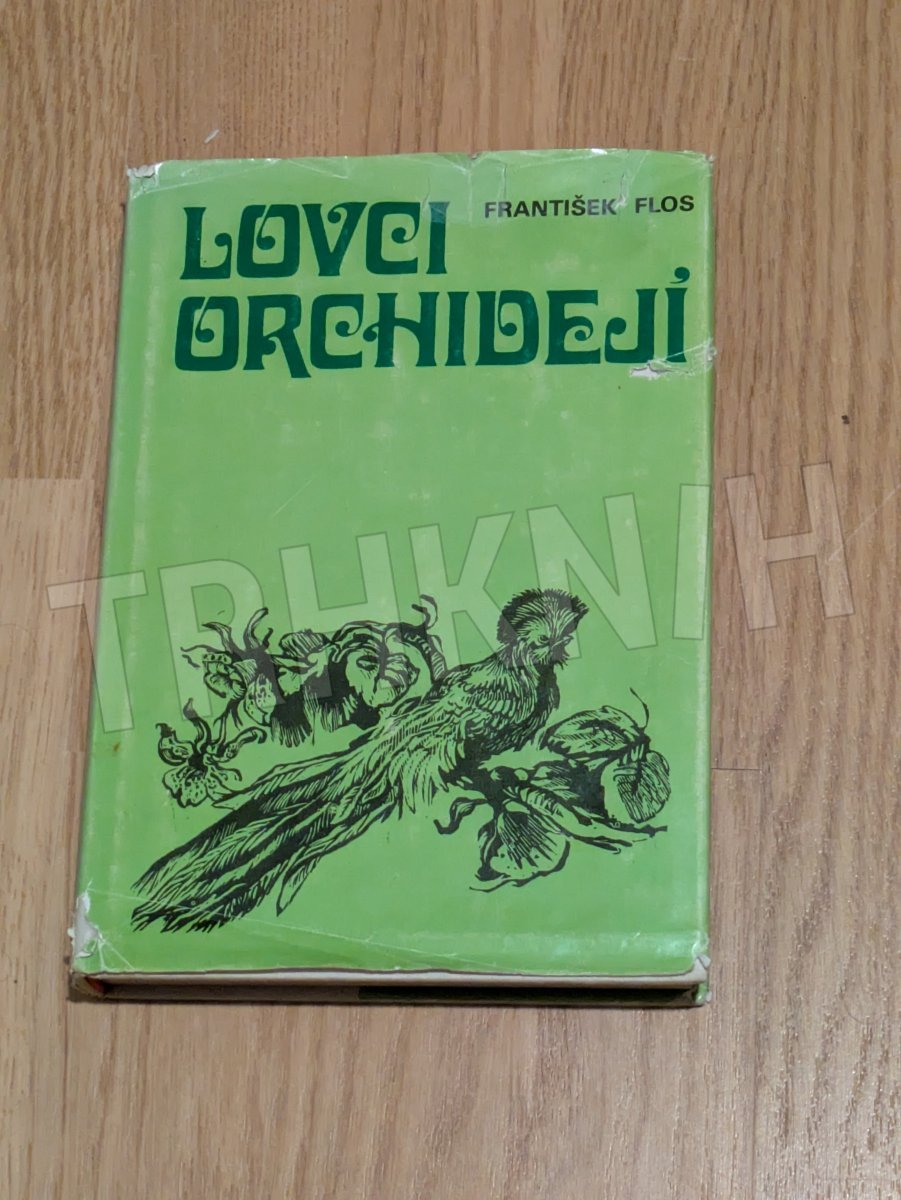 FRANTIŠEK FLOS
LOVCI
ORCHIDEJÍ
TRHKNIH